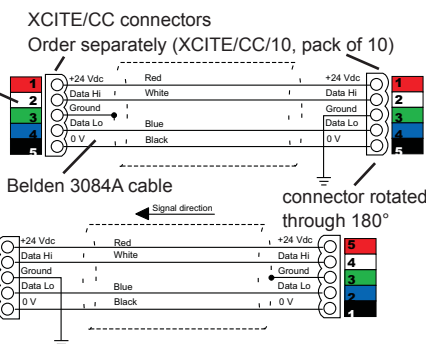 XCITE/CC connectors
Order separately (XCITE/CC/10, pack of 10)
1 +24 Vdc Red +24 Vdc 1
2 Data Hi White Data Hi 2
3 Ground Ground 3
4 Data Lo Blue Data Lo 4
5 0 V Black 0 V 5
Belden 3084A cable
connector rotated
through 180°
Signal direction
+24 Vdc Red +24 Vdc 5
Data Hi White Data Hi 4
Ground Ground 3
Data Lo Blue Data Lo 2
0 V Black 0 V 1